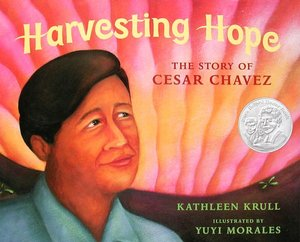 Harvesting Hope
THE STORY OF
CESAR CHAVEZ
KATHLEEN KRULL
ILLUSTRATED BY
YUYI MORALES